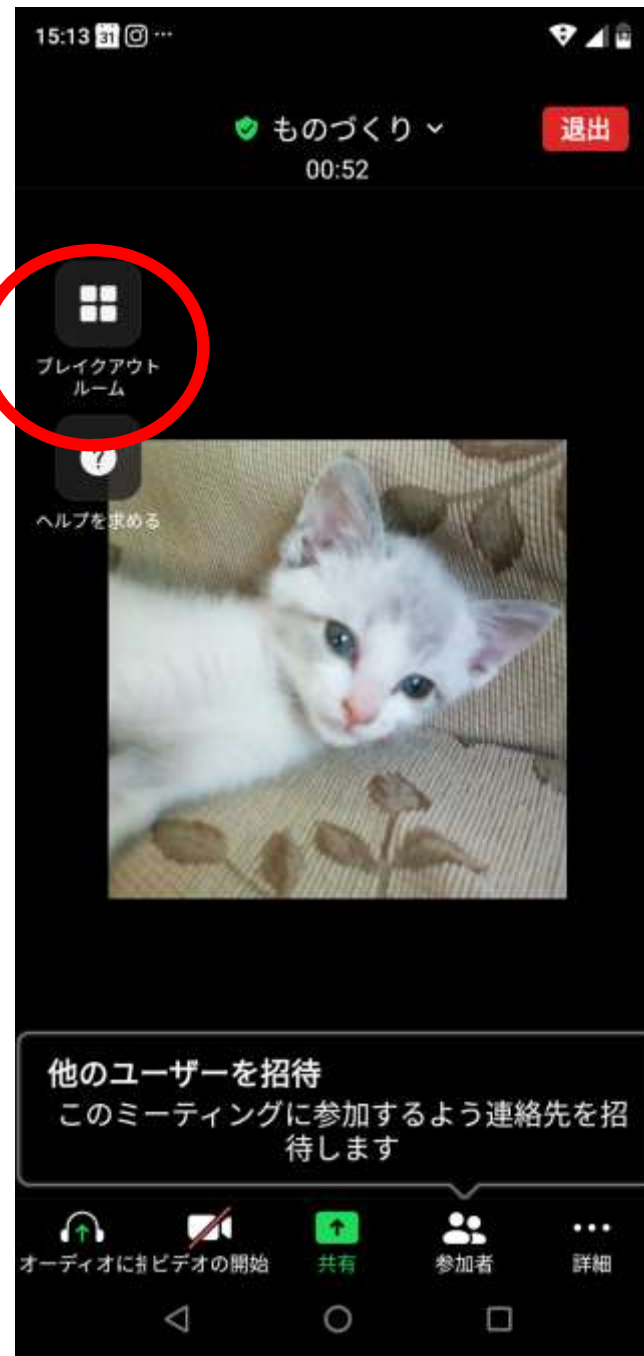 15:13 31
ものづくり
退出
00:52
ブレイクアウト
ルーム
?
ヘルプを求める
他のユーザーを招待
このミーティングに参加するよう連絡先を招
待します
オーディオに ビデオの開始 共有 参加者 詳細